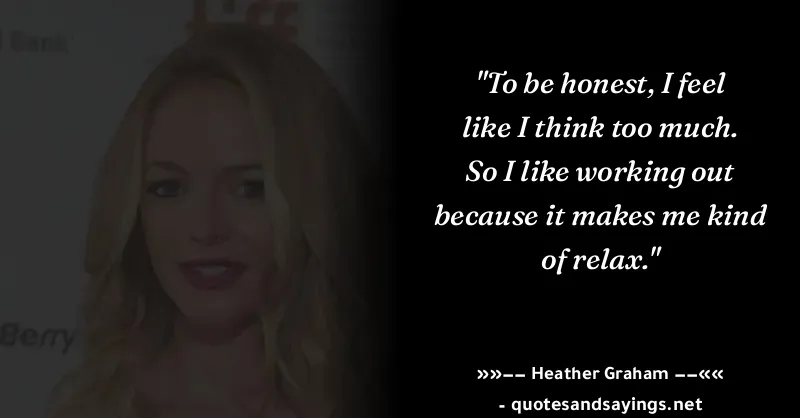 tiff
Bank
Berry
"To be honest, I feel
like I think too much.
So I like working out
because it makes me kind
of relax."
»»–– Heather Graham ––««
- quotesandsayings.net